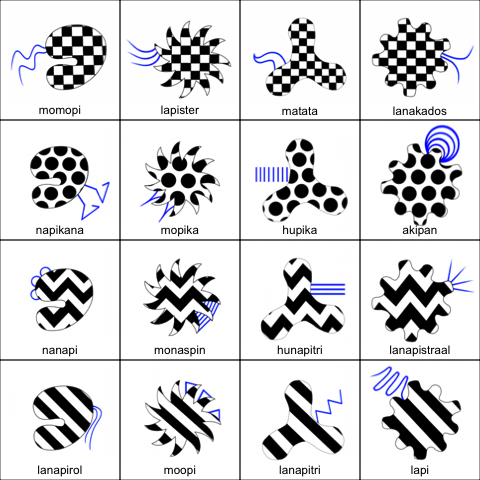 momopi
lapister
matata
lanakados
napikana
mopika
hupika
akipan
nanapi
monaspin
hunapitri
lanapistraal
lanapirol
moopi
lanapitri
lapi